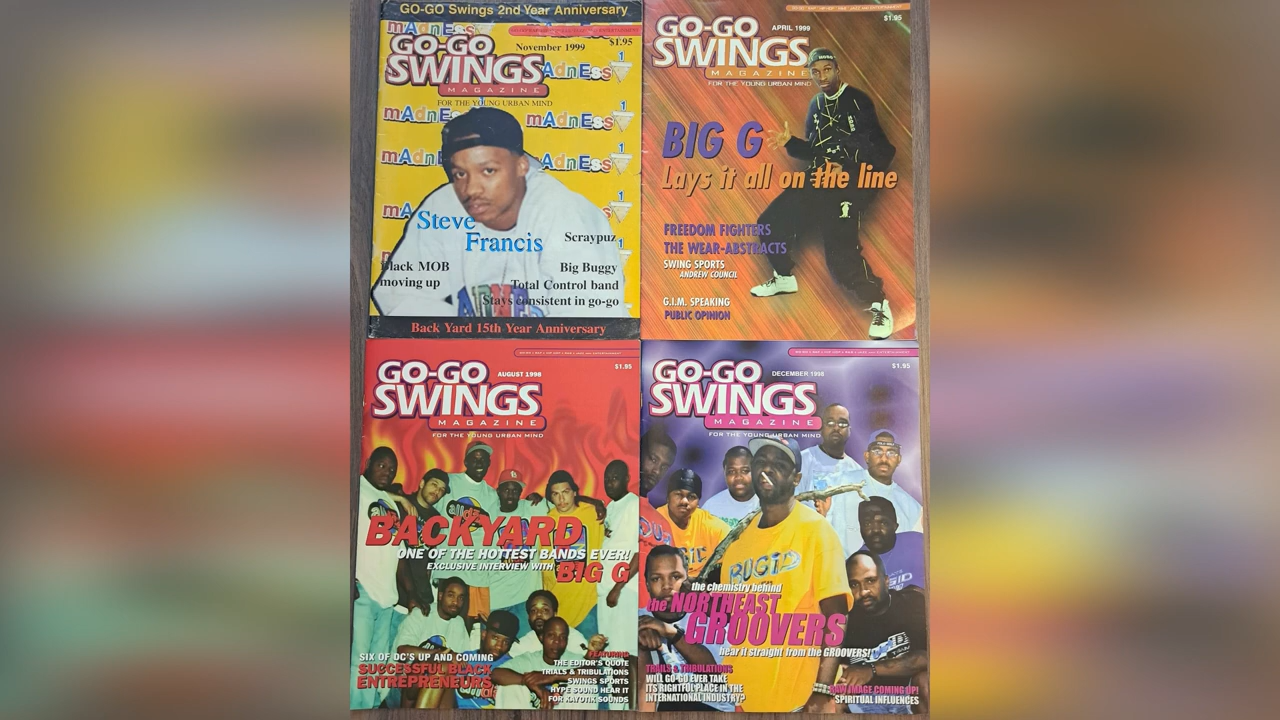 GO-GO Swings 2nd Year Anniversary
mAdnEss
GO-GO
SWINGS
MAGAZINE
FOR THE YOUNG URBAN MIND
November 1999
$1.95
mAdnEss
mAdnEss
mAdnEss
Steve
Francis
Scraypuz
Black MOB
moving up
Big Buggy
Total Control band
Stays consistent in go-go
Back Yard 15th Year Anniversary
GO-GO
SWINGS
MAGAZINE
FOR THE YOUNG URBAN MIND
APRIL 1999
$1.95
BIG G
Lays it all on the line
FREEDOM FIGHTERS
THE WEAR-ABSTRACTS
SWING SPORTS
ANDREW COUNCIL
G.I.M. SPEAKING
PUBLIC OPINION
GO-GO
SWINGS
MAGAZINE
FOR THE YOUNG URBAN MIND
AUGUST 1998
$1.95
BACKYARD
ONE OF THE HOTTEST BANDS EVER!
EXCLUSIVE INTERVIEW WITH BIG G
SIX OF DC'S UP AND COMING
SUCCESSFUL BLACK
ENTREPRENEURS
FEATURING
THE EDITOR'S QUOTE
TRIALS & TRIBULATIONS
SWINGS SPORTS
HYPE SOUND HEAR IT
FOR KAYOTIK SOUNDS
GO-GO
SWINGS
MAGAZINE
FOR THE YOUNG URBAN MIND
DECEMBER 1998
$1.95
the chemistry behind
the NORTHEAST
GROOVERS
hear it straight from the GROOVERS!
TRAILS & TRIBULATIONS
WILL GO-GO EVER TAKE
ITS RIGHTFUL PLACE IN THE
INTERNATIONAL INDUSTRY?
RAW IMAGE COMING UP!
SPIRITUAL INFLUENCES